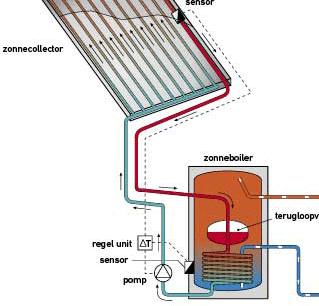 sensor
zonnecollector
zonneboiler
terugloopv
regel unit
ΔT
sensor
pomp